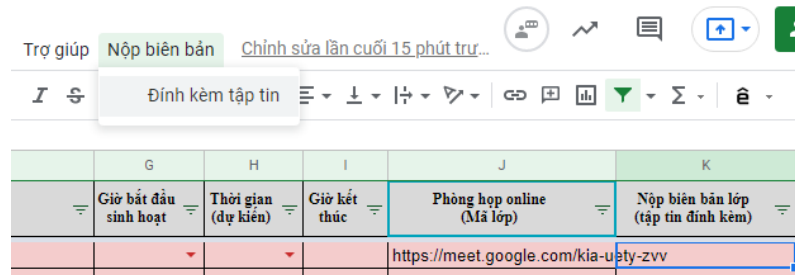 Trợ giúp Nộp biên bản Chỉnh sửa lần cuối 15 phút trư...
Đính kèm tập tin
G H I J K
Giờ bắt đầu sinh hoạt Thời gian (dự kiến) Giờ kết thúc Phòng họp online (Mã lớp) Nộp biên bản lớp (tập tin đính kèm)
https://meet.google.com/kia-uety-zvv